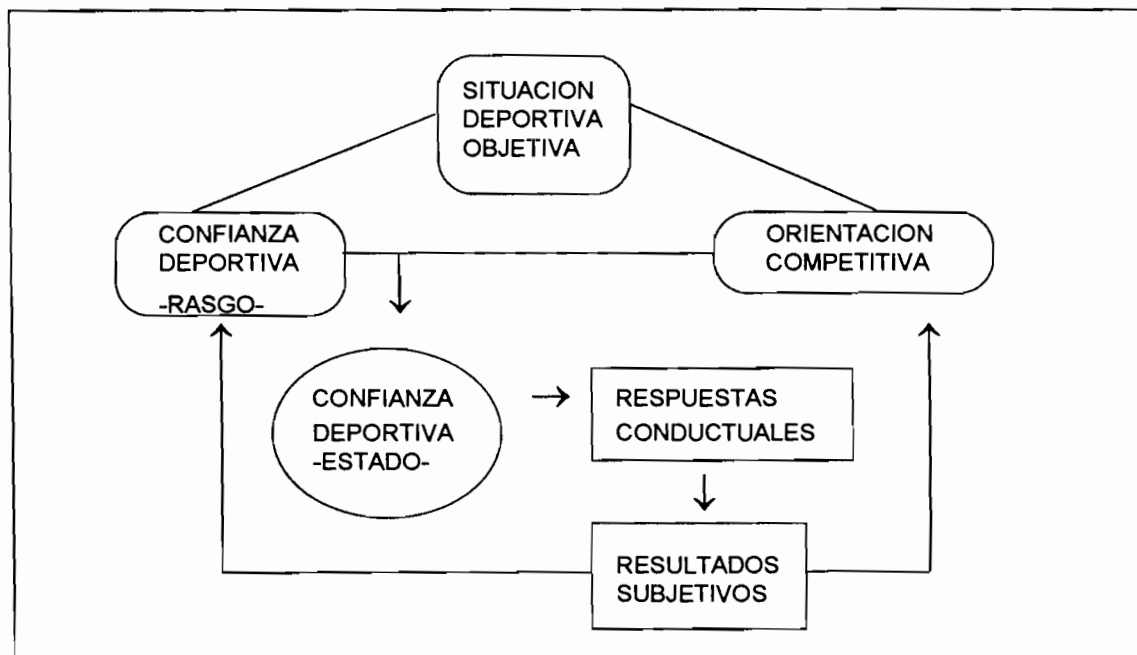 SITUACION
DEPORTIVA
OBJETIVA
CONFIANZA
DEPORTIVA
-RASGO-
ORIENTACION
COMPETITIVA
CONFIANZA
DEPORTIVA
-ESTADO-
RESPUESTAS
CONDUCTUALES
RESULTADOS
SUBJETIVOS